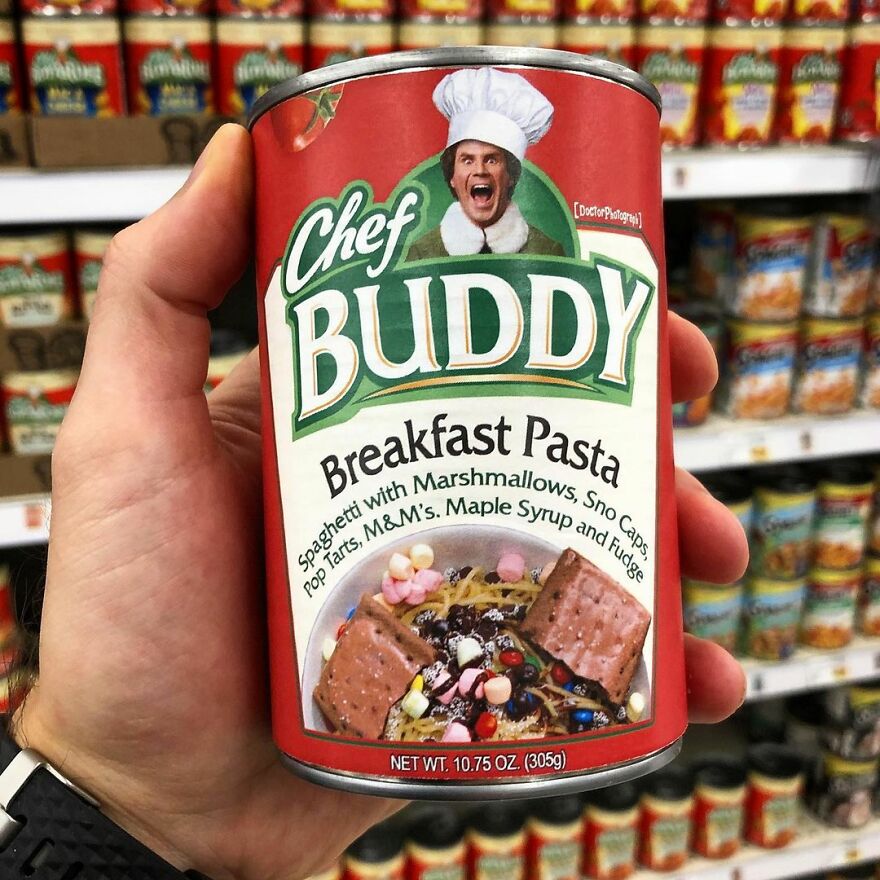 Chef
[DoctorPhotograph]
BUDDY
Breakfast Pasta
Spaghetti with Marshmallows, Sno Caps,
Pop Tarts, M&M's. Maple Syrup and Fudge
NET WT. 10.75 OZ. (305g)